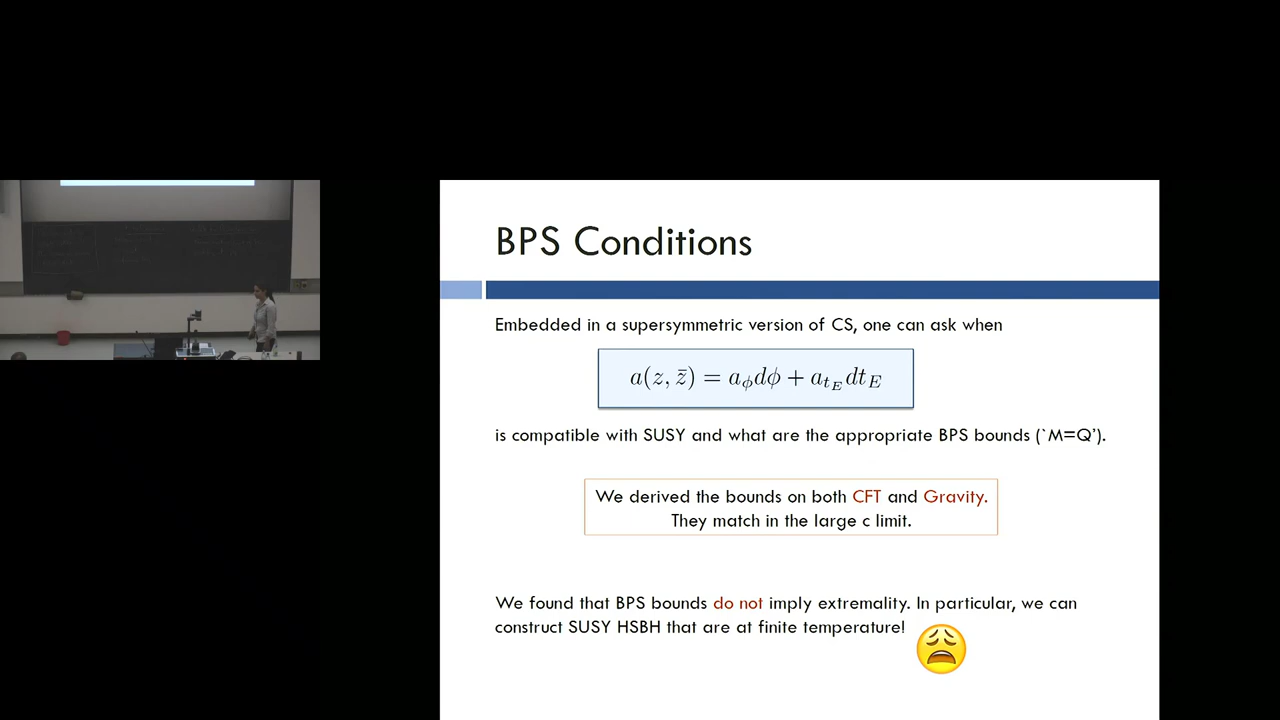 BPS Conditions
Embedded in a supersymmetric version of CS, one can ask when
a(z, z̄) = a_ϕ dϕ + a_{t_E} dt_E
is compatible with SUSY and what are the appropriate BPS bounds (`M=Q').
We derived the bounds on both CFT and Gravity.
They match in the large c limit.
We found that BPS bounds do not imply extremality. In particular, we can
construct SUSY HSBH that are at finite temperature!